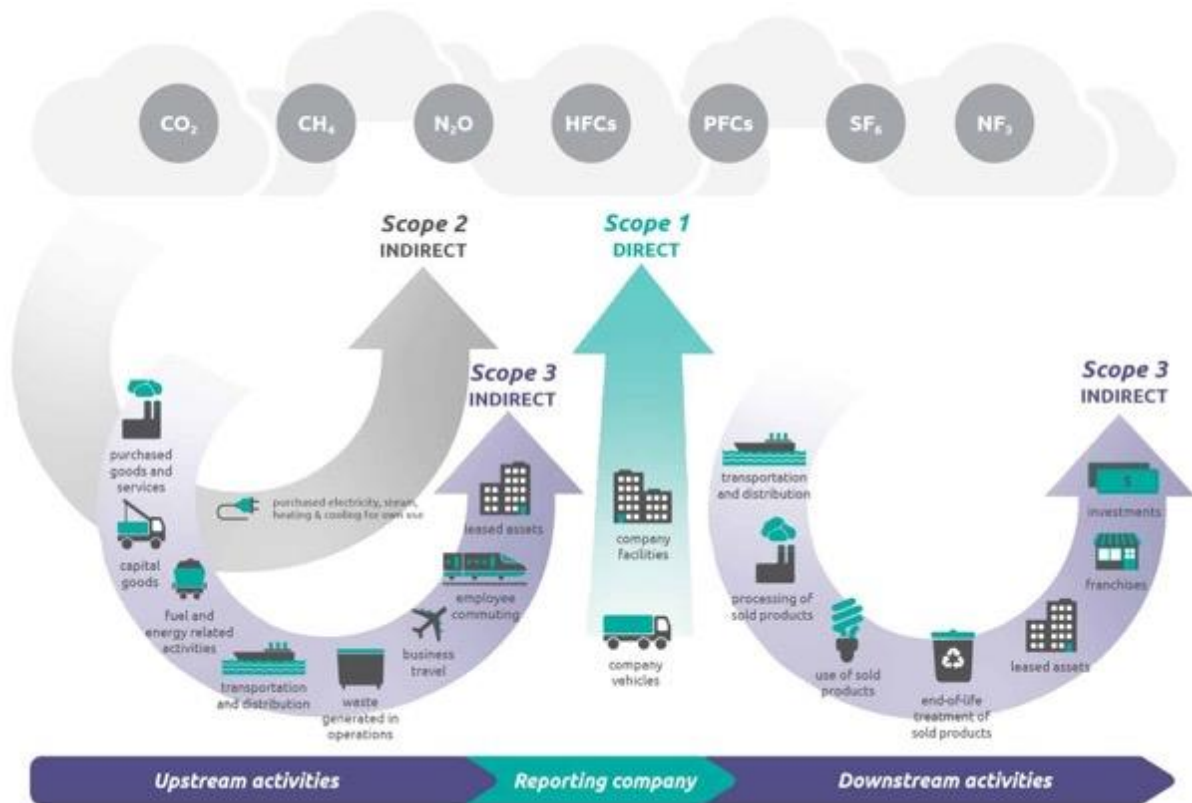 CO₂
CH₄
N₂O
HFCs
PFCs
SF₆
NF₃
Scope 2
INDIRECT
Scope 1
DIRECT
Scope 3
INDIRECT
Scope 3
INDIRECT
purchased
goods and
services
capital
goods
fuel and
energy related
activities
transportation
and distribution
waste
generated in
operations
business
travel
employee
commuting
leased assets
purchased electricity, steam,
heating & cooling for own use
company
facilities
company
vehicles
transportation
and distribution
processing of
sold products
use of sold
products
end-of-life
treatment of
sold products
leased assets
franchises
$
investments
Upstream activities
Reporting company
Downstream activities